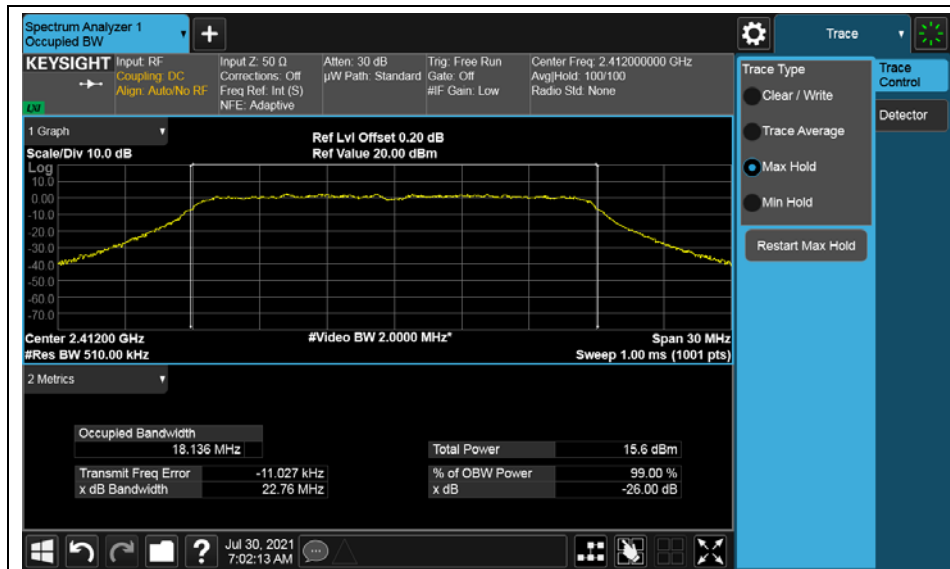 Spectrum Analyzer 1
Occupied BW
+
Trace
KEYSIGHT
Input: RF
Coupling: DC
Align: Auto/No RF
Input Z: 50 Ω
Corrections: Off
Freq Ref: Int (S)
NFE: Adaptive
Atten: 30 dB
µW Path: Standard
Trig: Free Run
Gate: Off
#IF Gain: Low
Center Freq: 2.412000000 GHz
Avg|Hold: 100/100
Radio Std: None
LXI
1 Graph
Scale/Div 10.0 dB
Ref Lvl Offset 0.20 dB
Ref Value 20.00 dBm
Log
10.0
0.00
-10.0
-20.0
-30.0
-40.0
-50.0
-60.0
-70.0
Center 2.41200 GHz
#Video BW 2.0000 MHz*
Span 30 MHz
#Res BW 510.00 kHz
Sweep 1.00 ms (1001 pts)
2 Metrics
Occupied Bandwidth
18.136 MHz
Total Power 15.6 dBm
Transmit Freq Error -11.027 kHz
% of OBW Power 99.00 %
x dB Bandwidth 22.76 MHz
x dB -26.00 dB
Trace Type
Clear / Write
Trace Average
Max Hold
Min Hold
Restart Max Hold
Trace
Control
Detector
?
Jul 30, 2021
7:02:13 AM